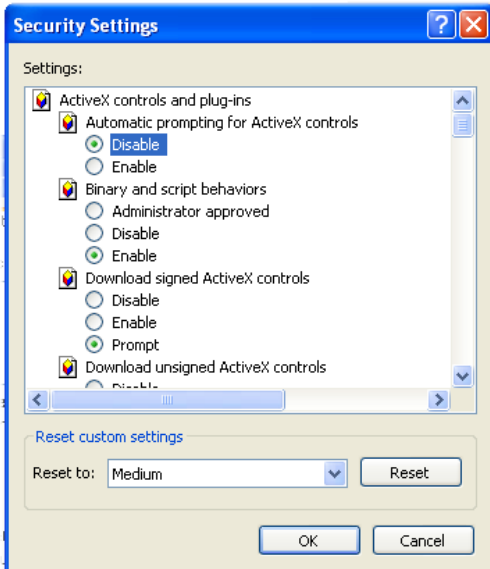 Security Settings
Settings:
ActiveX controls and plug-ins
Automatic prompting for ActiveX controls
Disable
Enable
Binary and script behaviors
Administrator approved
Disable
Enable
Download signed ActiveX controls
Disable
Enable
Prompt
Download unsigned ActiveX controls
Disable
Reset custom settings
Reset to:
Medium
Reset
OK
Cancel